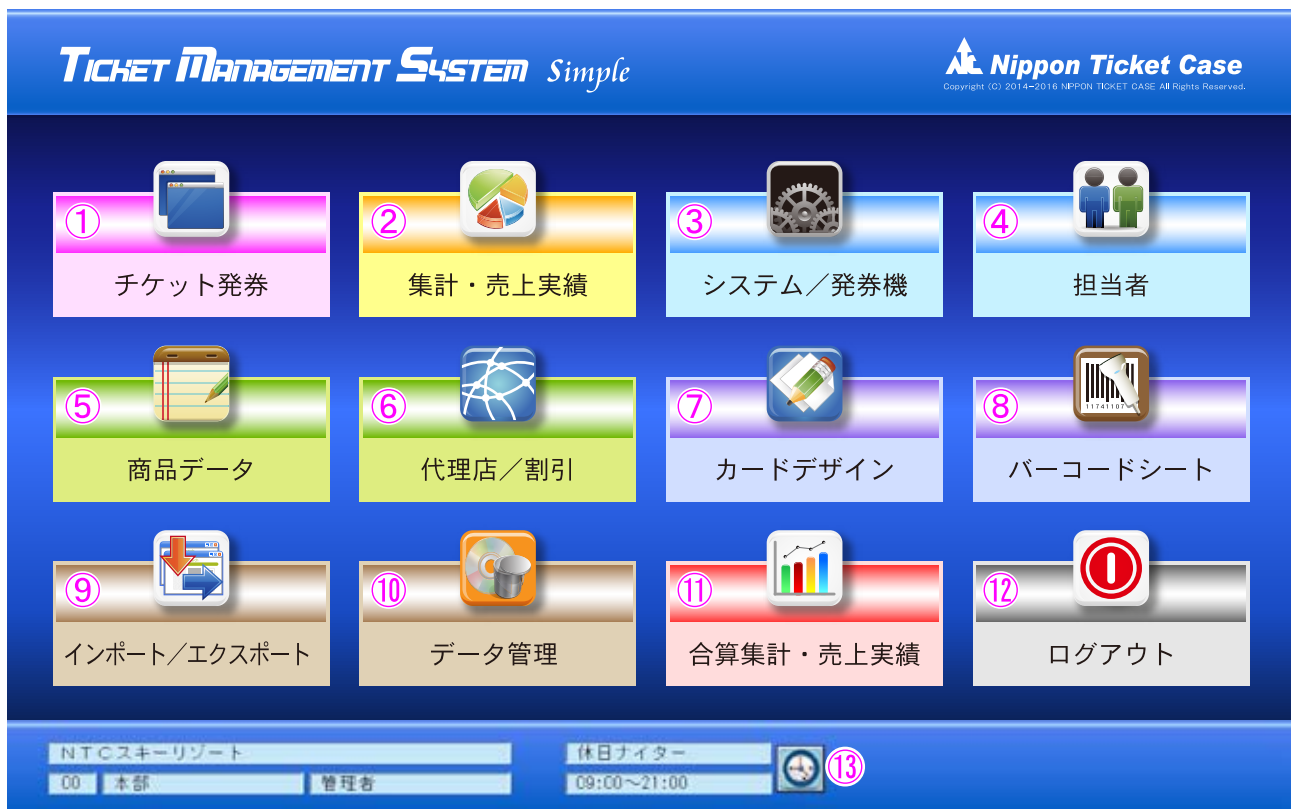 TICKET MANAGEMENT SYSTEM Simple
NTC Nippon Ticket Case
Copyright (C) 2014-2016 NIPPON TICKET CASE All Rights Reserved.
① ② ③ ④
チケット発券 集計・売上実績 システム／発券機 担当者
⑤ ⑥ ⑦ ⑧
11741107
商品データ 代理店／割引 カードデザイン バーコードシート
⑨ ⑩ ⑪ ⑫
インポート／エクスポート データ管理 合算集計・売上実績 ログアウト
ＮＴＣスキーリゾート 休日ナイター
⑬
00 本部 管理者 09:00～21:00